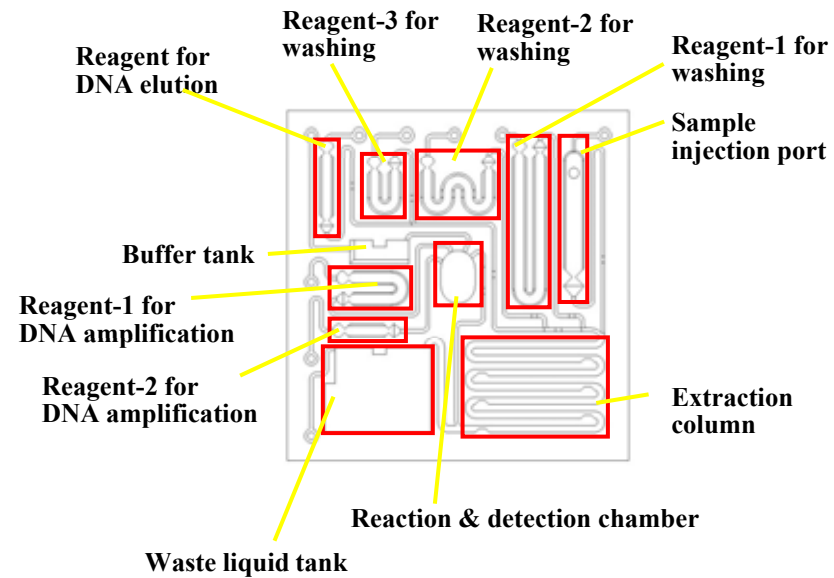 Reagent-3 for
washing
Reagent-2 for
washing
Reagent for
DNA elution
Reagent-1 for
washing
Sample
injection port
Buffer tank
Reagent-1 for
DNA amplification
Reagent-2 for
DNA amplification
Extraction
column
Reaction & detection chamber
Waste liquid tank